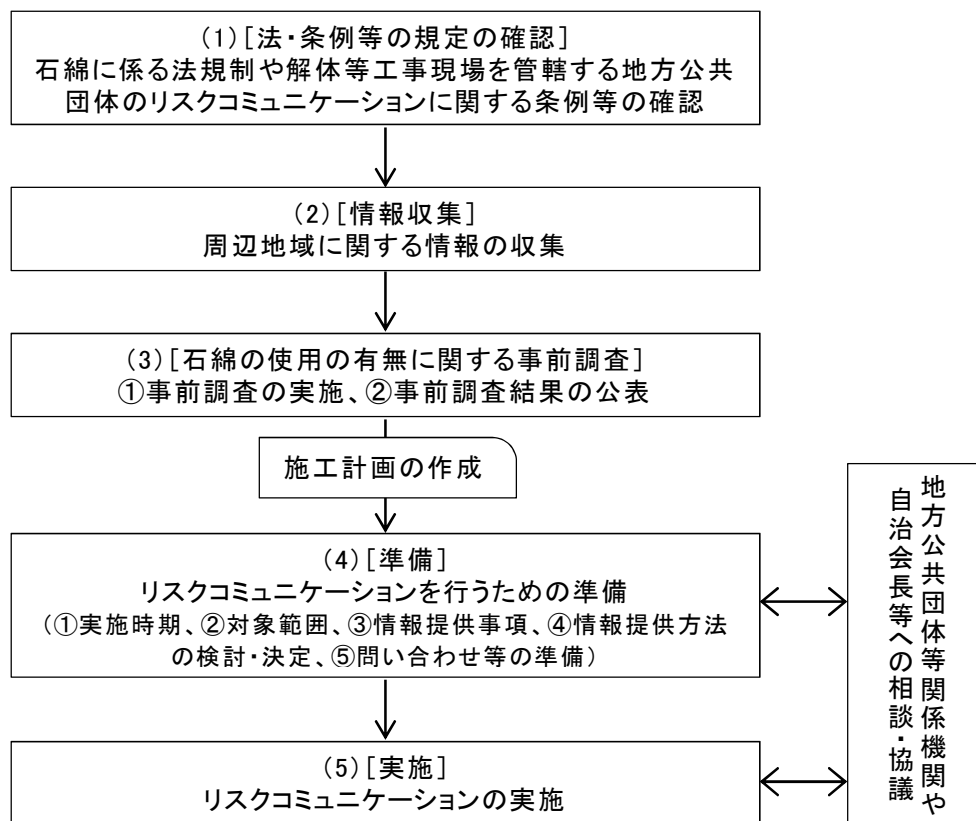 (1)[法・条例等の規定の確認]
石綿に係る法規制や解体等工事現場を管轄する地方公共
団体のリスクコミュニケーションに関する条例等の確認
(2)[情報収集]
周辺地域に関する情報の収集
(3)[石綿の使用の有無に関する事前調査]
①事前調査の実施、②事前調査結果の公表
施工計画の作成
(4)[準備]
リスクコミュニケーションを行うための準備
(①実施時期、②対象範囲、③情報提供事項、④情報提供方法
の検討・決定、⑤問い合わせ等の準備)
(5)[実施]
リスクコミュニケーションの実施
地方公共団体等関係機関や
自治会長等への相談・協議